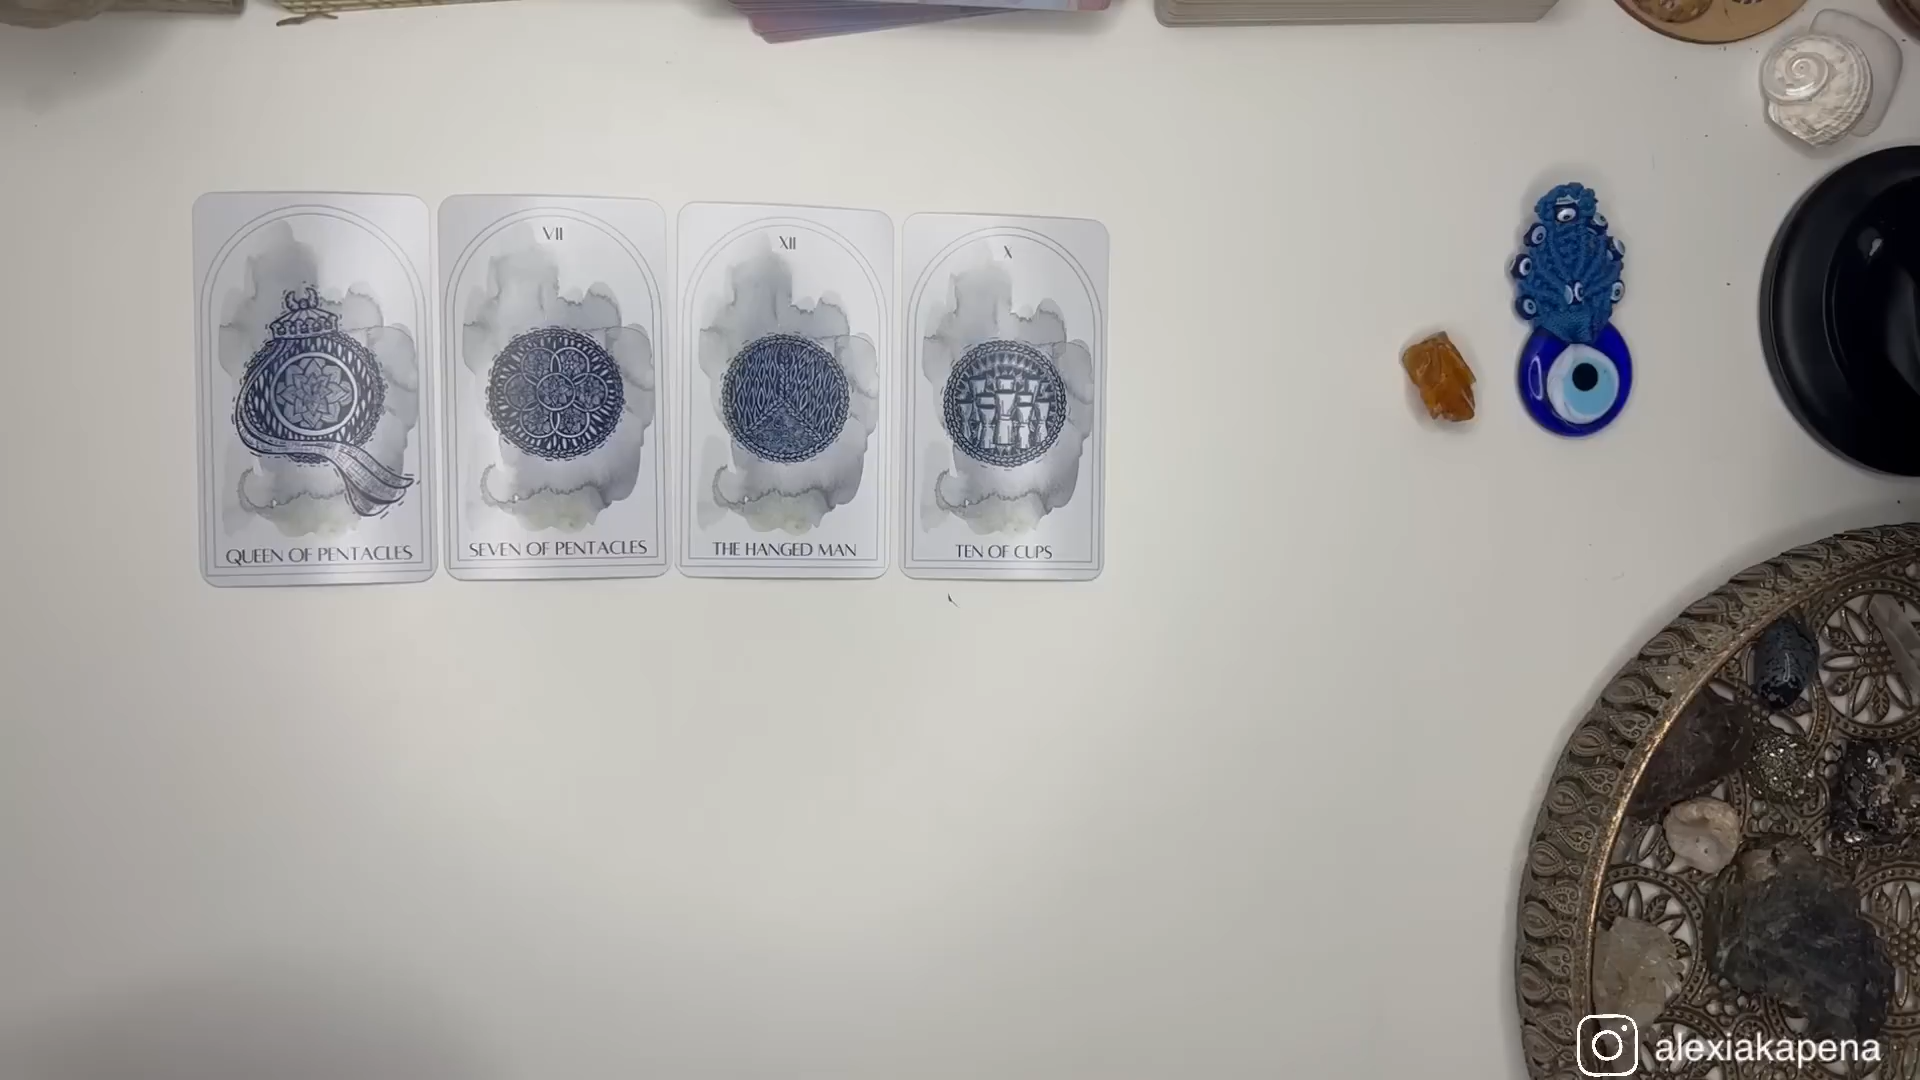 VII
XII
X
QUEEN OF PENTACLES
SEVEN OF PENTACLES
THE HANGED MAN
TEN OF CUPS
alexiakapena